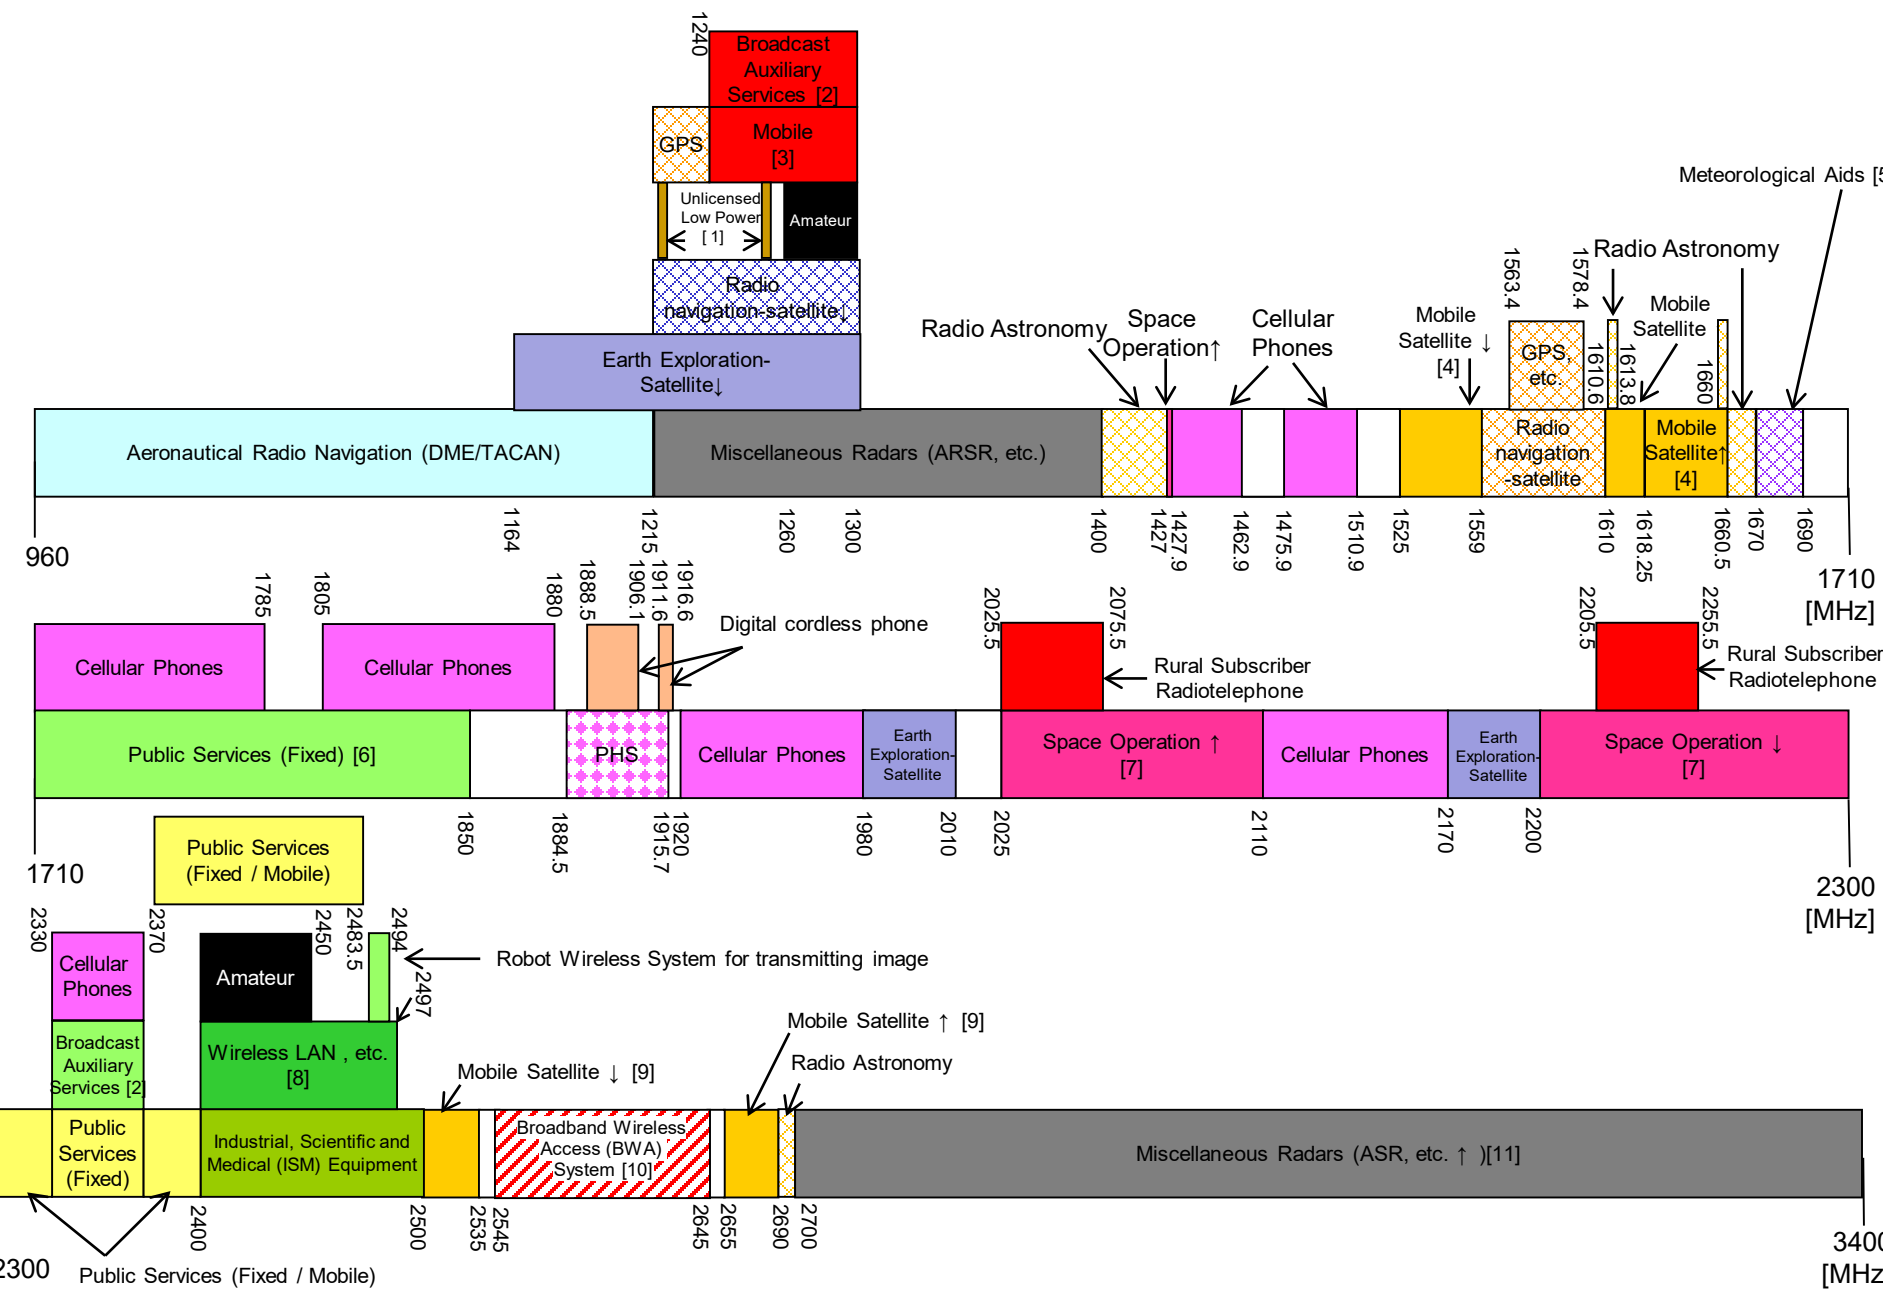 1240
Broadcast
Auxiliary
Services [2]
GPS
Mobile
[3]
Unlicensed
Low Power
[ 1]
Amateur
Radio
navigation-satellite↓
Earth Exploration-
Satellite↓
Meteorological Aids [5
Radio Astronomy
1563.4
1578.4
Radio Astronomy
Space
Operation↑
Cellular
Phones
Mobile
Satellite ↓
[4]
GPS,
etc.
1610.6
1613.8
Mobile
Satellite
1660
Aeronautical Radio Navigation (DME/TACAN)
Miscellaneous Radars (ARSR, etc.)
Radio
navigation
-satellite
Mobile
Satellite↑
[4]
960
1164
1215
1260
1300
1400
1427
1427.9
1462.9
1475.9
1510.9
1525
1559
1610
1618.25
1660.5
1670
1690
1710
[MHz]
1785
1805
1880
1888.5
1906.1
1911.6
1916.6
Digital cordless phone
2025.5
2075.5
Rural Subscriber
Radiotelephone
2205.5
2255.5
Rural Subscriber
Radiotelephone
Cellular Phones
Cellular Phones
Public Services (Fixed) [6]
PHS
Cellular Phones
Earth
Exploration-
Satellite
Space Operation ↑
[7]
Cellular Phones
Earth
Exploration-
Satellite
Space Operation ↓
[7]
1710
1850
1884.5
1915.7
1920
1980
2010
2025
2110
2170
2200
2300
[MHz]
Public Services
(Fixed / Mobile)
2330
2370
2450
2483.5
2494
2497
Cellular
Phones
Amateur
Robot Wireless System for transmitting image
Broadcast
Auxiliary
Services [2]
Wireless LAN , etc.
[8]
Mobile Satellite ↓ [9]
Mobile Satellite ↑ [9]
Radio Astronomy
Public
Services
(Fixed)
Industrial, Scientific and
Medical (ISM) Equipment
Broadband Wireless
Access (BWA)
System [10]
Miscellaneous Radars (ASR, etc. ↑ )[11]
2300
Public Services (Fixed / Mobile)
2400
2500
2535
2545
2645
2655
2690
2700
3400
[MHz